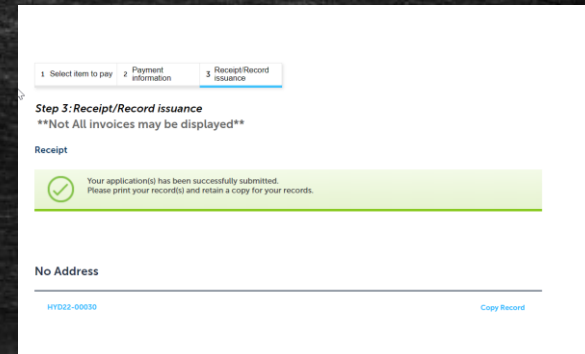 1 Select item to pay 2 Payment information 3 Receipt/Record issuance
Step 3:Receipt/Record issuance
**Not All invoices may be displayed**
Receipt
Your application(s) has been successfully submitted.
Please print your record(s) and retain a copy for your records.
No Address
HYD22-00030 Copy Record